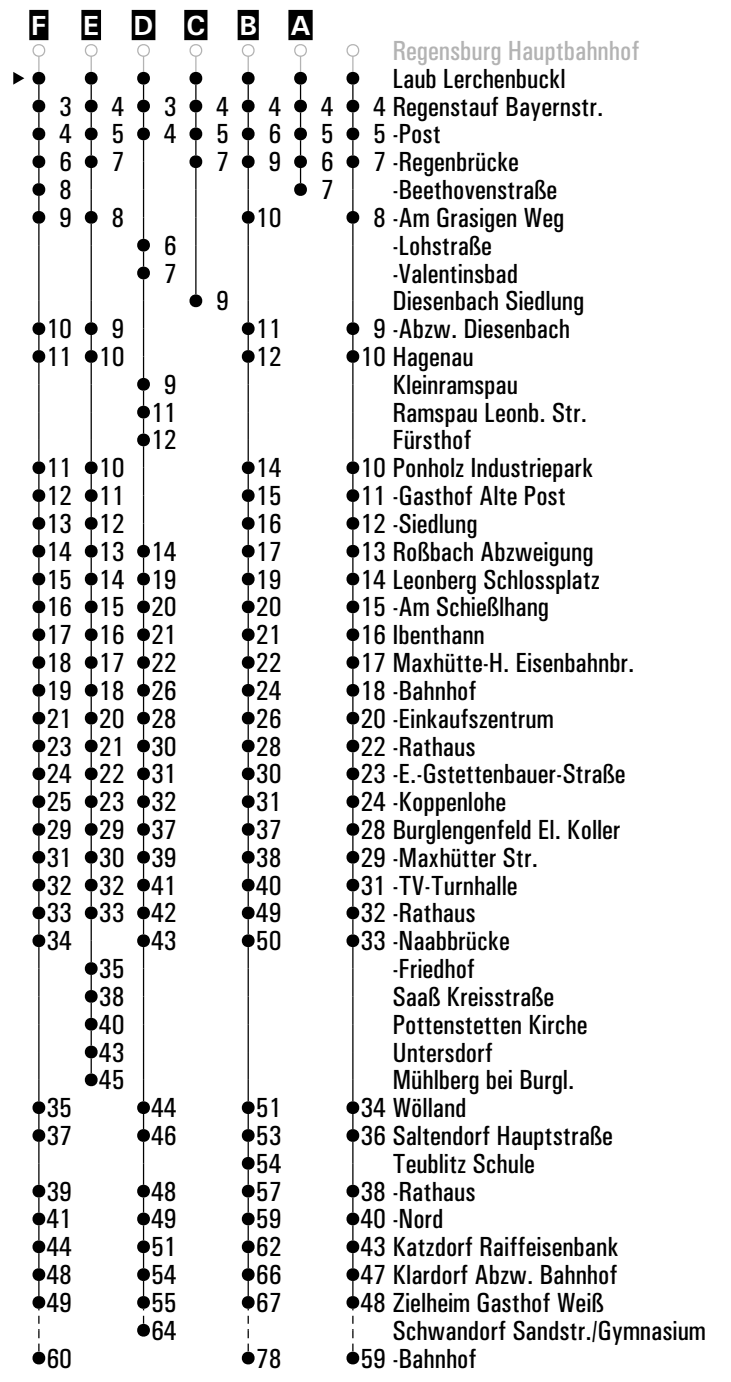 F E D C B A
Regensburg Hauptbahnhof
Laub Lerchenbuckl
3 4 3 4 4 4 4 Regenstauf Bayernstr.
4 5 4 5 6 5 5 -Post
6 7 7 9 6 7 -Regenbrücke
8 7 -Beethovenstraße
9 8 10 8 -Am Grasigen Weg
6 -Lohstraße
7 -Valentinsbad
9 Diesenbach Siedlung
10 9 11 9 -Abzw. Diesenbach
11 10 12 10 Hagenau
9 Kleinramspau
11 Ramspau Leonb. Str.
12 Fürsthof
11 10 14 10 Ponholz Industriepark
12 11 15 11 -Gasthof Alte Post
13 12 16 12 -Siedlung
14 13 14 17 13 Roßbach Abzweigung
15 14 19 19 14 Leonberg Schlossplatz
16 15 20 20 15 -Am Schießlhang
17 16 21 21 16 Ibenthann
18 17 22 22 17 Maxhütte-H. Eisenbahnbr.
19 18 26 24 18 -Bahnhof
21 20 28 26 20 -Einkaufszentrum
23 21 30 28 22 -Rathaus
24 22 31 30 23 -E.-Gstettenbauer-Straße
25 23 32 31 24 -Koppenlohe
29 29 37 37 28 Burglengenfeld El. Koller
31 30 39 38 29 -Maxhütter Str.
32 32 41 40 31 -TV-Turnhalle
33 33 42 49 32 -Rathaus
34 43 50 33 -Naabbrücke
35 -Friedhof
38 Saaß Kreisstraße
40 Pottenstetten Kirche
43 Untersdorf
45 Mühlberg bei Burgl.
35 44 51 34 Wölland
37 46 53 36 Saltendorf Hauptstraße
54 Teublitz Schule
39 48 57 38 -Rathaus
41 49 59 40 -Nord
44 51 62 43 Katzdorf Raiffeisenbank
48 54 66 47 Klardorf Abzw. Bahnhof
49 55 67 48 Zielheim Gasthof Weiß
64 Schwandorf Sandstr./Gymnasium
60 78 59 -Bahnhof